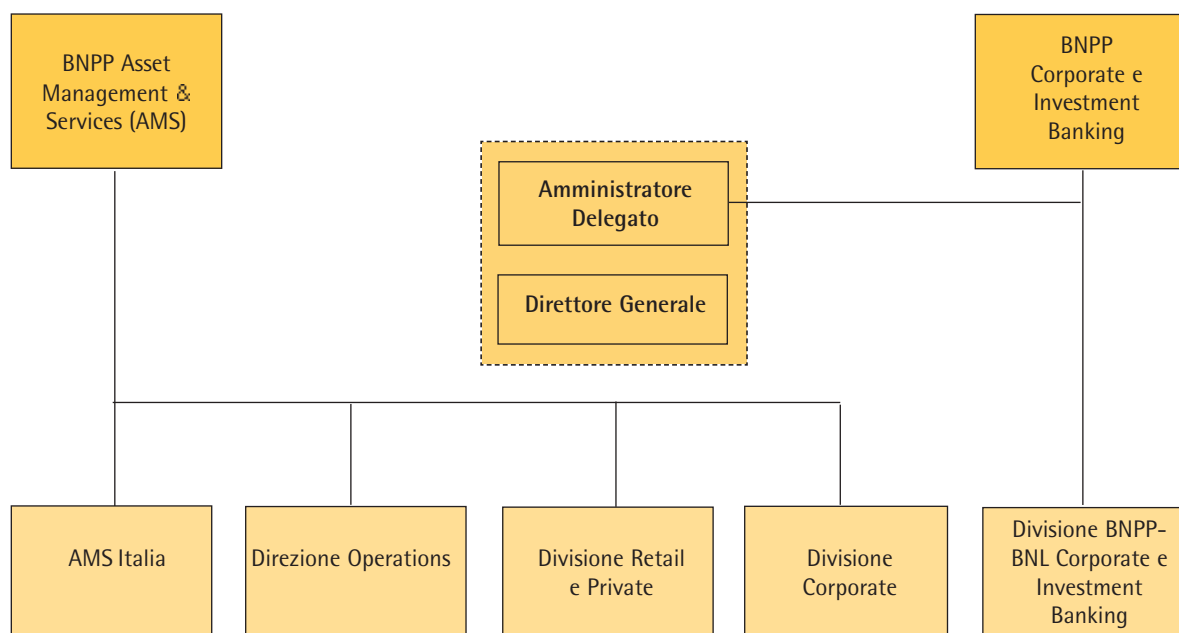 BNPP Asset
Management &
Services (AMS)
BNPP
Corporate e
Investment
Banking
Amministratore
Delegato
Direttore Generale
AMS Italia
Direzione Operations
Divisione Retail
e Private
Divisione
Corporate
Divisione BNPP-
BNL Corporate e
Investment
Banking